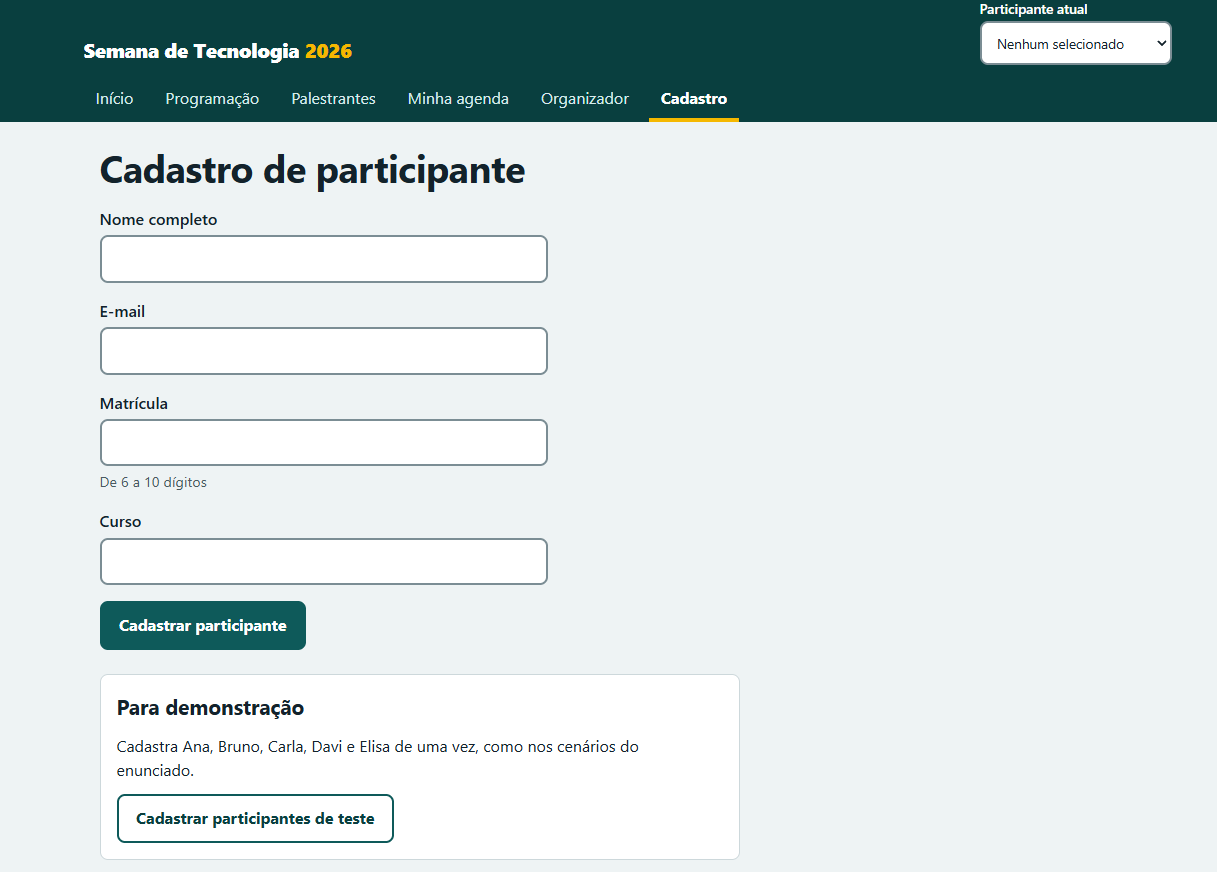 Participante atual
Nenhum selecionado
Semana de Tecnologia 2026
Início Programação Palestrantes Minha agenda Organizador Cadastro
Cadastro de participante
Nome completo
E-mail
Matrícula
De 6 a 10 dígitos
Curso
Cadastrar participante
Para demonstração
Cadastra Ana, Bruno, Carla, Davi e Elisa de uma vez, como nos cenários do
enunciado.
Cadastrar participantes de teste